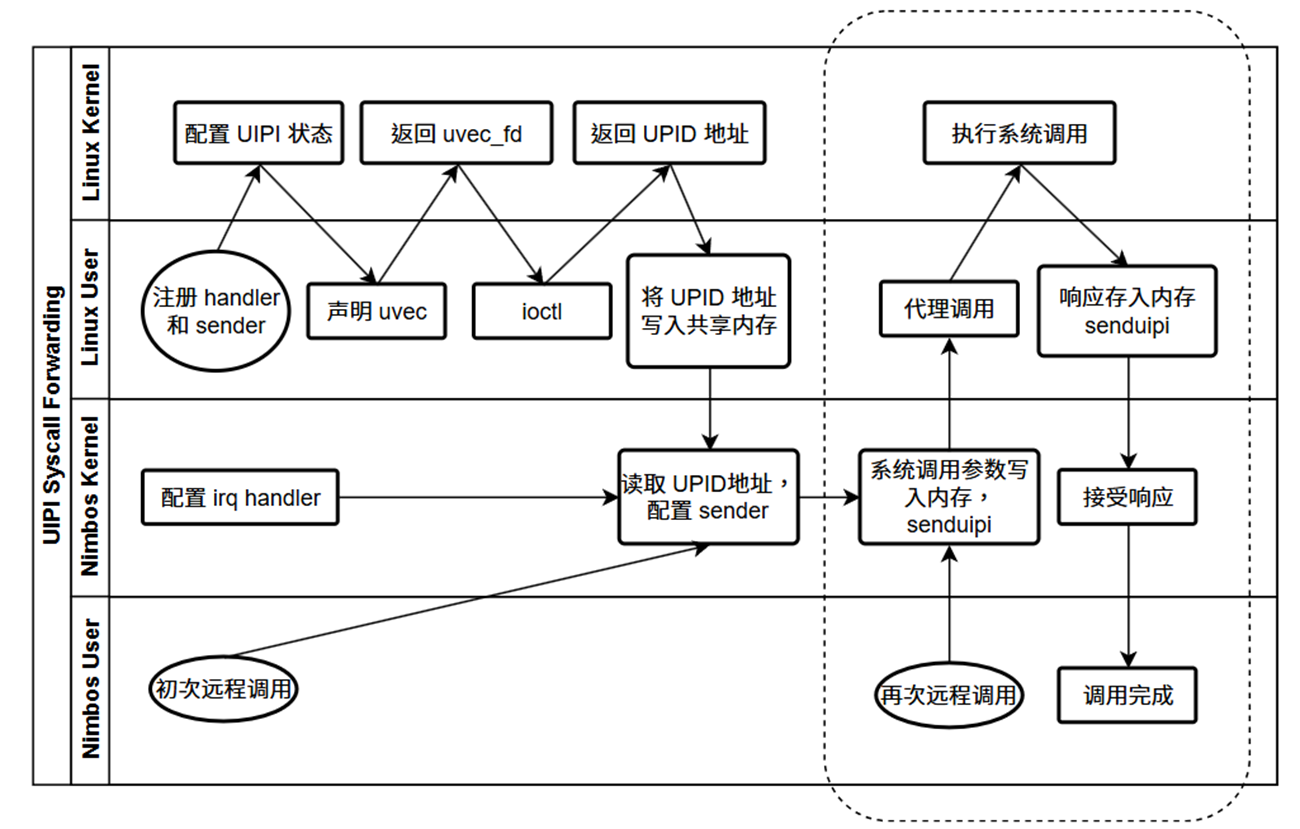 UIPI Syscall Forwarding
Linux Kernel
配置 UIPI 状态
返回 uvec_fd
返回 UPID 地址
执行系统调用
Linux User
注册 handler
和 sender
声明 uvec
ioctl
将 UPID 地址
写入共享内存
代理调用
响应存入内存
senduipi
Nimbos Kernel
配置 irq handler
读取 UPID地址，
配置 sender
系统调用参数写
入内存，
senduipi
接受响应
Nimbos User
初次远程调用
再次远程调用
调用完成